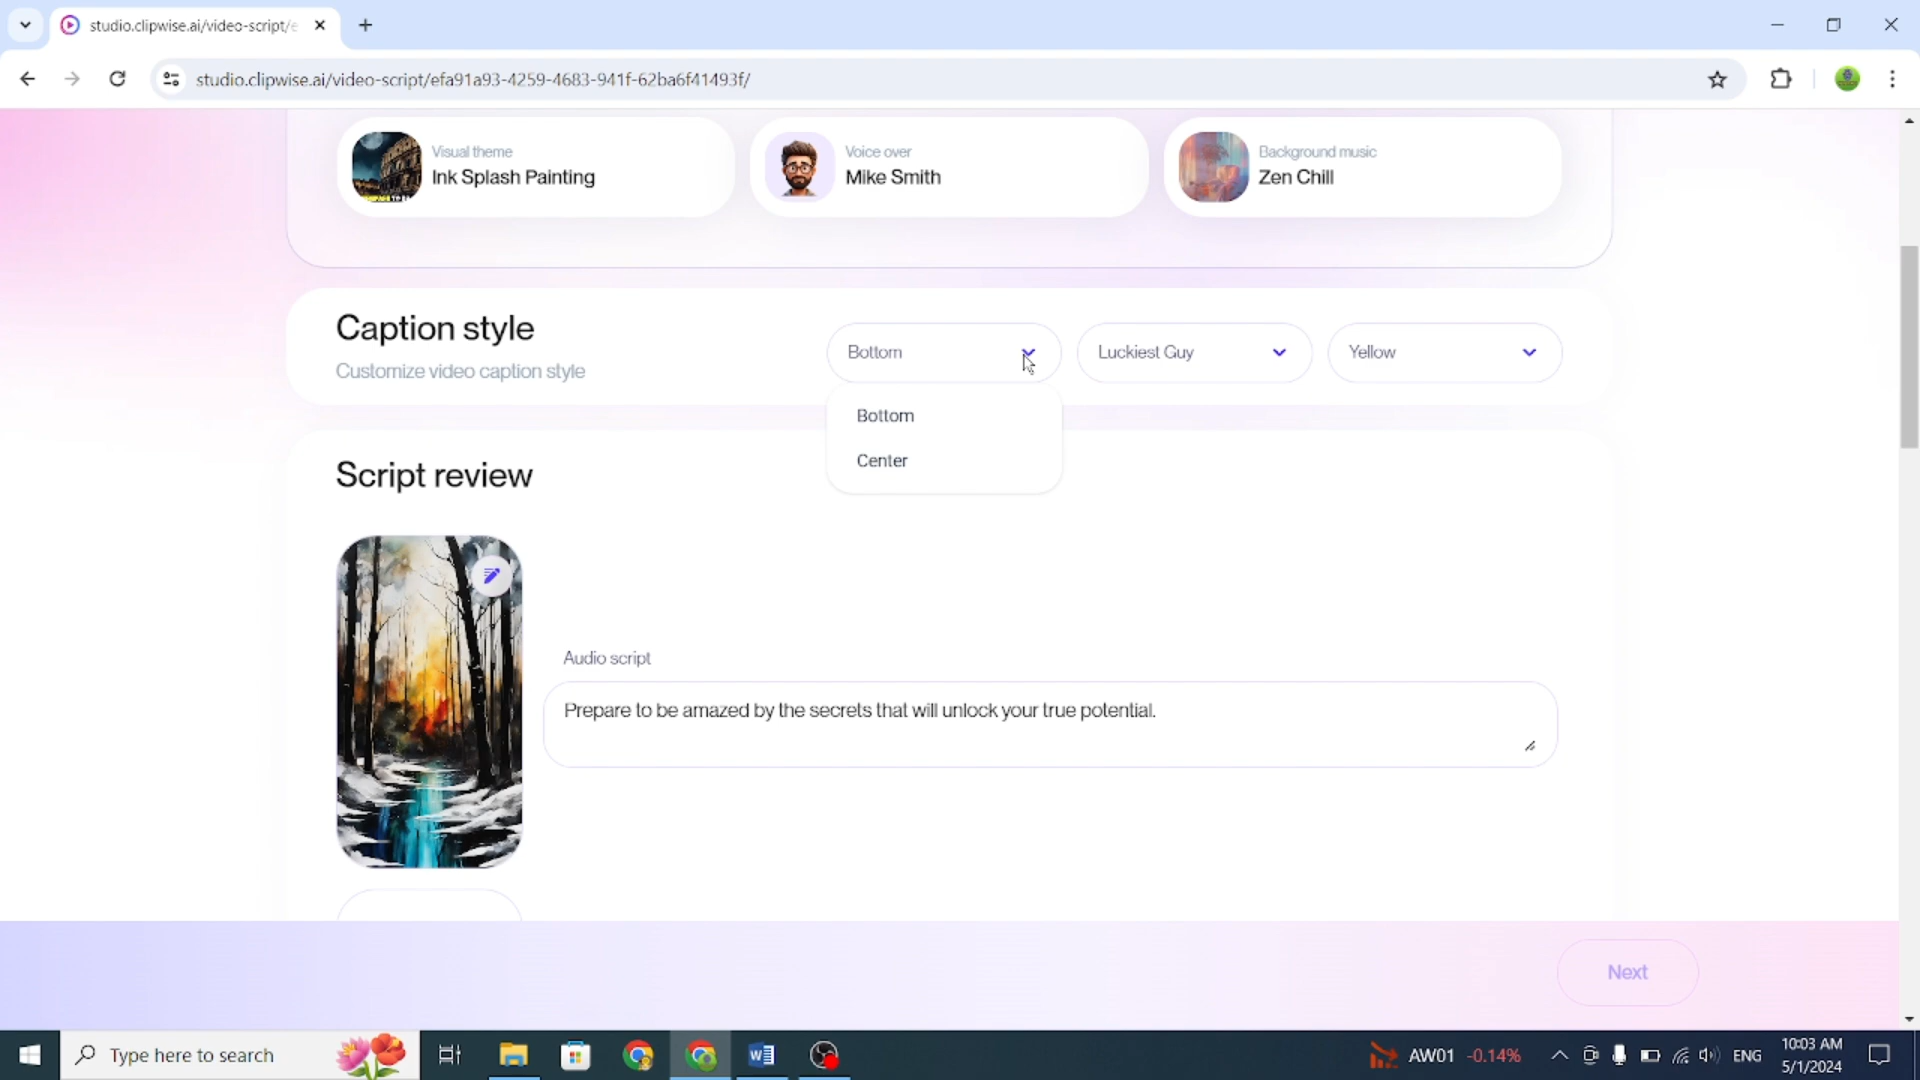 studio.clipwise.ai/video-script/e
studio.clipwise.ai/video-script/efa91a93-4259-4683-941f-62ba6f41493f/
Visual theme
Ink Splash Painting
Voice over
Mike Smith
Background music
Zen Chill
Caption style
Customize video caption style
Bottom
Luckiest Guy
Yellow
Bottom
Center
Script review
Audio script
Prepare to be amazed by the secrets that will unlock your true potential.
Next
Type here to search
AW01 -0.14%
ENG
10:03 AM
5/1/2024